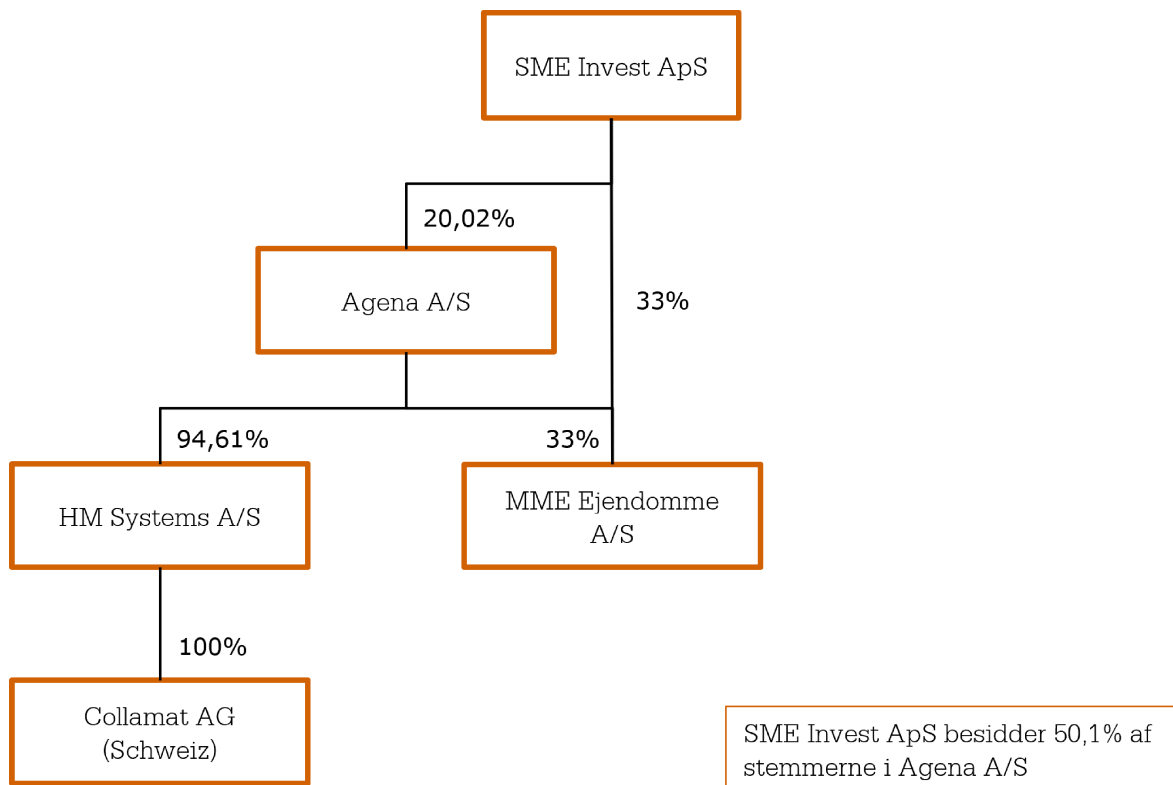 SME Invest ApS
20,02%
Agena A/S
33%
94,61%
33%
HM Systems A/S
MME Ejendomme
A/S
100%
Collamat AG
(Schweiz)
SME Invest ApS besidder 50,1% af
stemmerne i Agena A/S